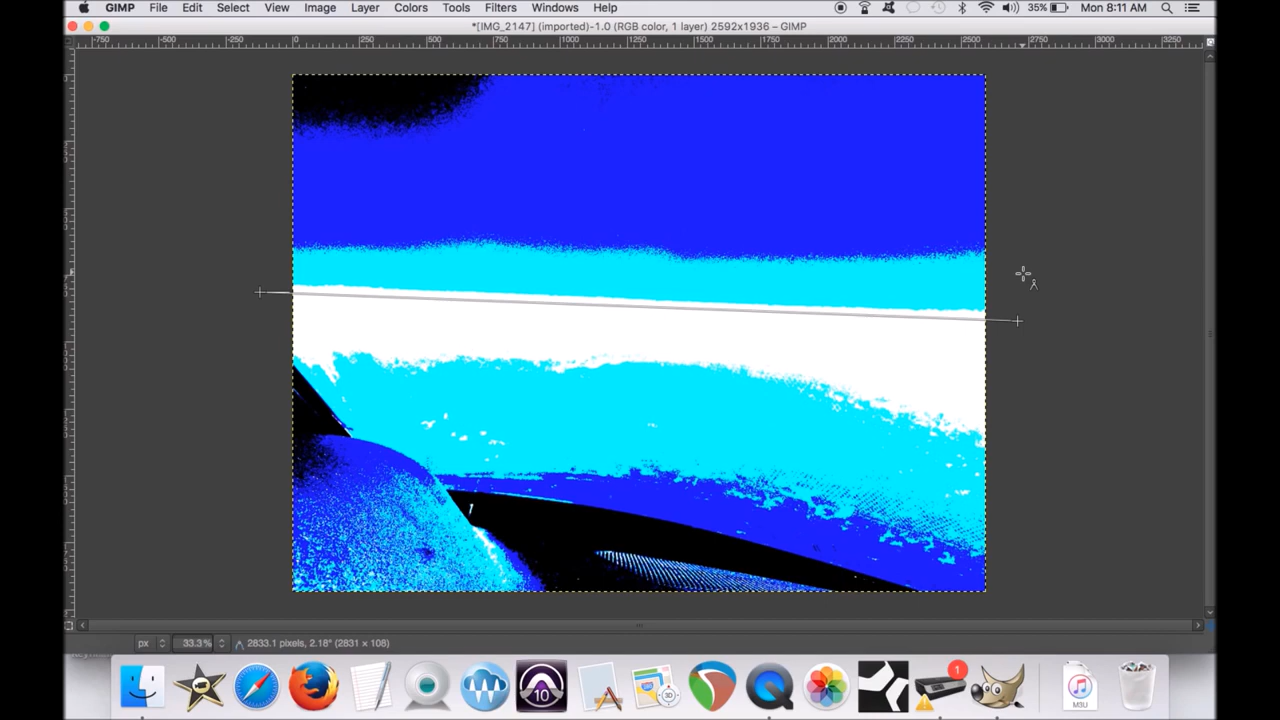 GIMP File Edit Select View Image Layer Colors Tools Filters Windows Help 35% Mon 8:11 AM
*[IMG_2147] (imported)-1.0 (RGB color, 1 layer) 2592x1936 – GIMP
-750 -500 -250 0 250 500 750 1000 1250 1500 1750 2000 2250 2500 2750 3000 3250
px 33.3% 2833.1 pixels, 2.18° (2831 × 108)
1
10
M3U